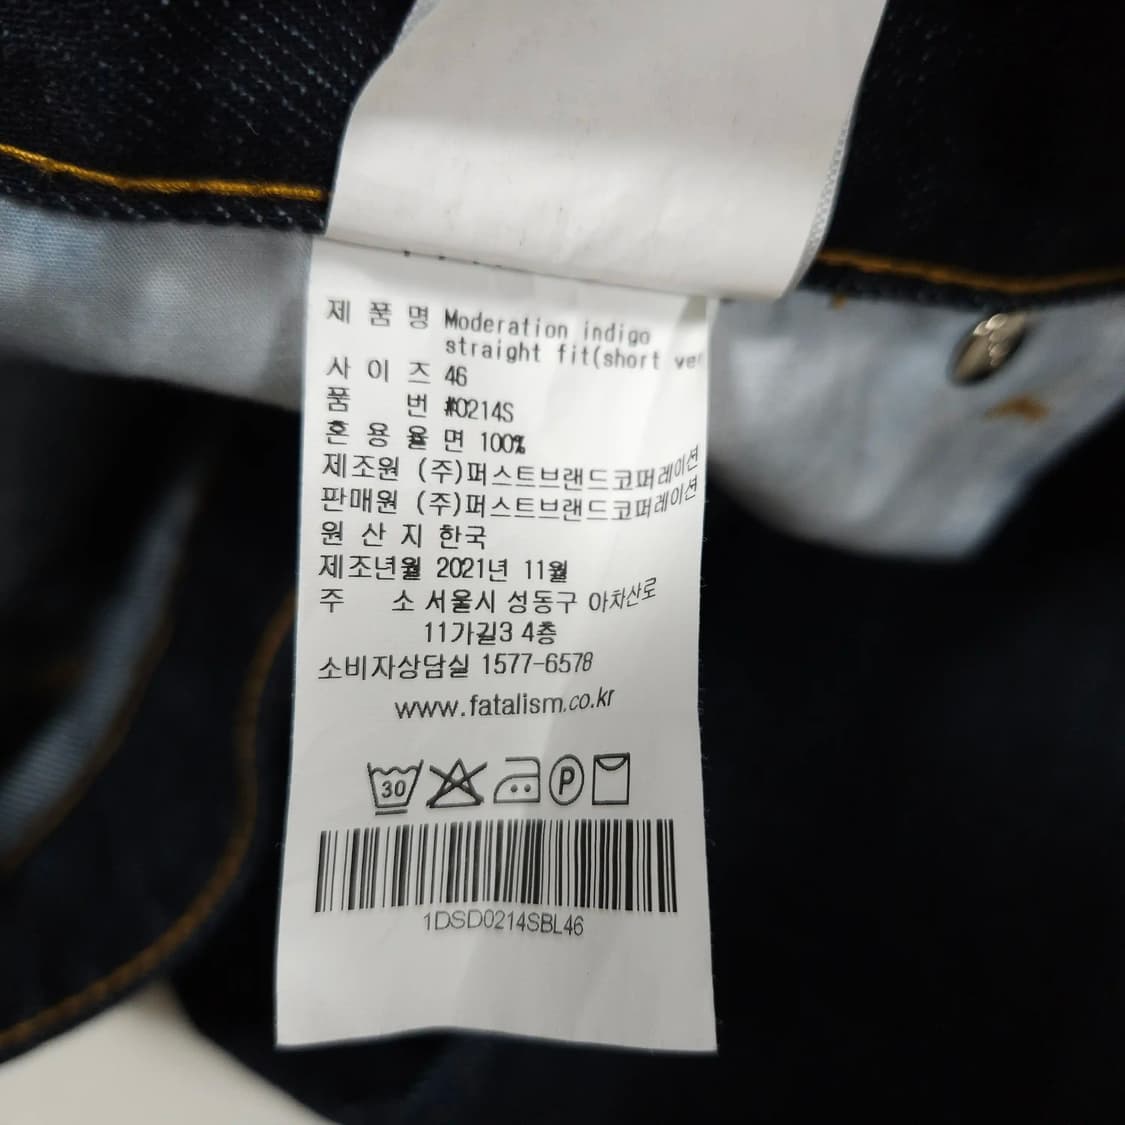 제 품 명 Moderation indigo
straight fit(short ve
사 이 즈 46
품 번 #0214S
혼 용 율 면 100%
제조원 (주)퍼스트브랜드코퍼레이션
판매원 (주)퍼스트브랜드코퍼레이션
원 산 지 한국
제조년월 2021년 11월
주 소 서울시 성동구 아차산로
11가길3 4층
소비자상담실 1577-6578
www.fatalism.co.kr
30 P
1DSD0214SBL46